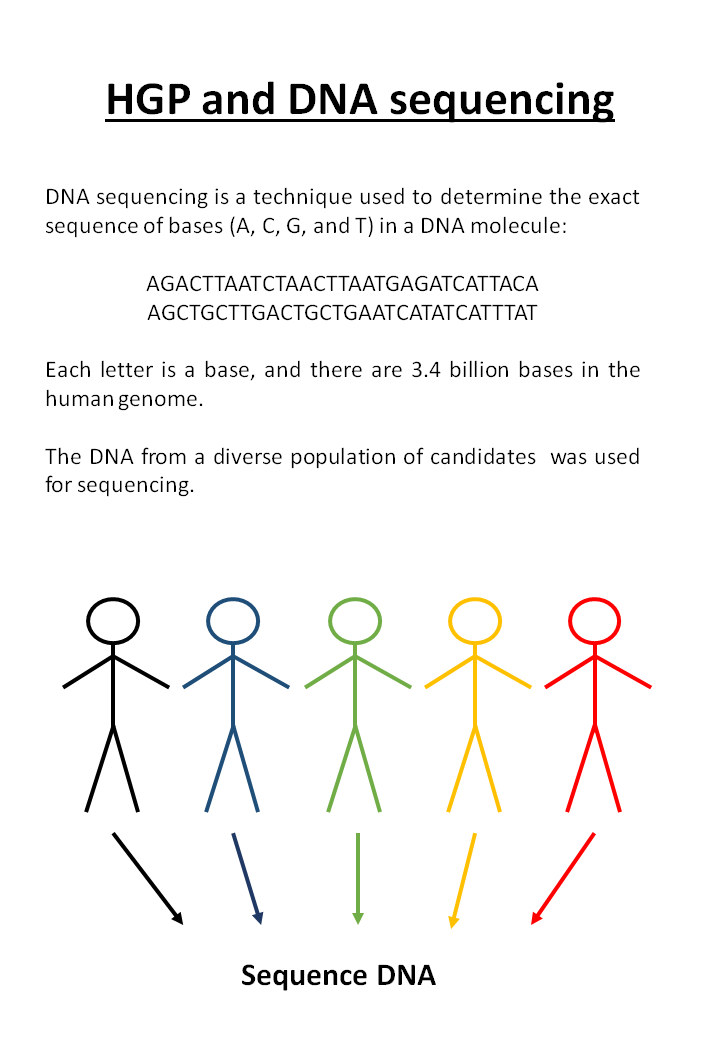 HGP and DNA sequencing
DNA sequencing is a technique used to determine the exact
sequence of bases (A, C, G, and T) in a DNA molecule:
AGACTTAATCTAACTTAATGAGATCATTACA
AGCTGCTTGACTGCTGAATCATATCATTTAT
Each letter is a base, and there are 3.4 billion bases in the
human genome.
The DNA from a diverse population of candidates was used
for sequencing.
Sequence DNA